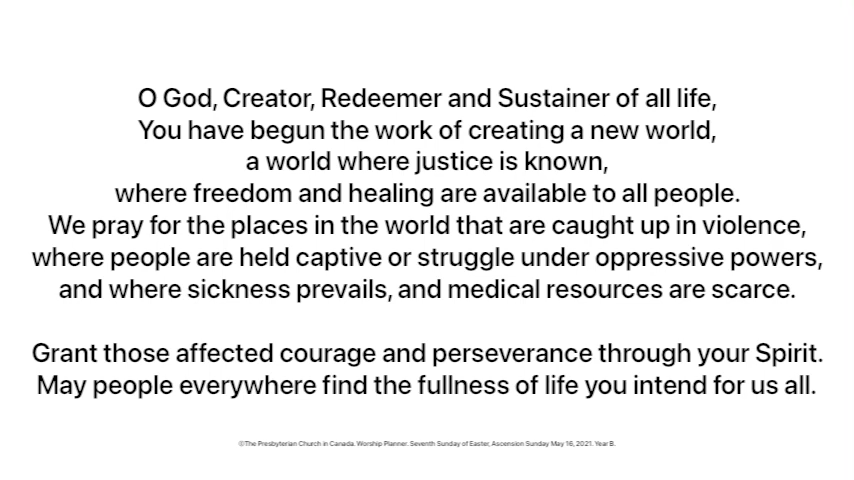 O God, Creator, Redeemer and Sustainer of all life,
You have begun the work of creating a new world,
a world where justice is known,
where freedom and healing are available to all people.
We pray for the places in the world that are caught up in violence,
where people are held captive or struggle under oppressive powers,
and where sickness prevails, and medical resources are scarce.
Grant those affected courage and perseverance through your Spirit.
May people everywhere find the fullness of life you intend for us all.
©The Presbyterian Church in Canada. Worship Planner. Seventh Sunday of Easter, Ascension Sunday May 16, 2021. Year B.